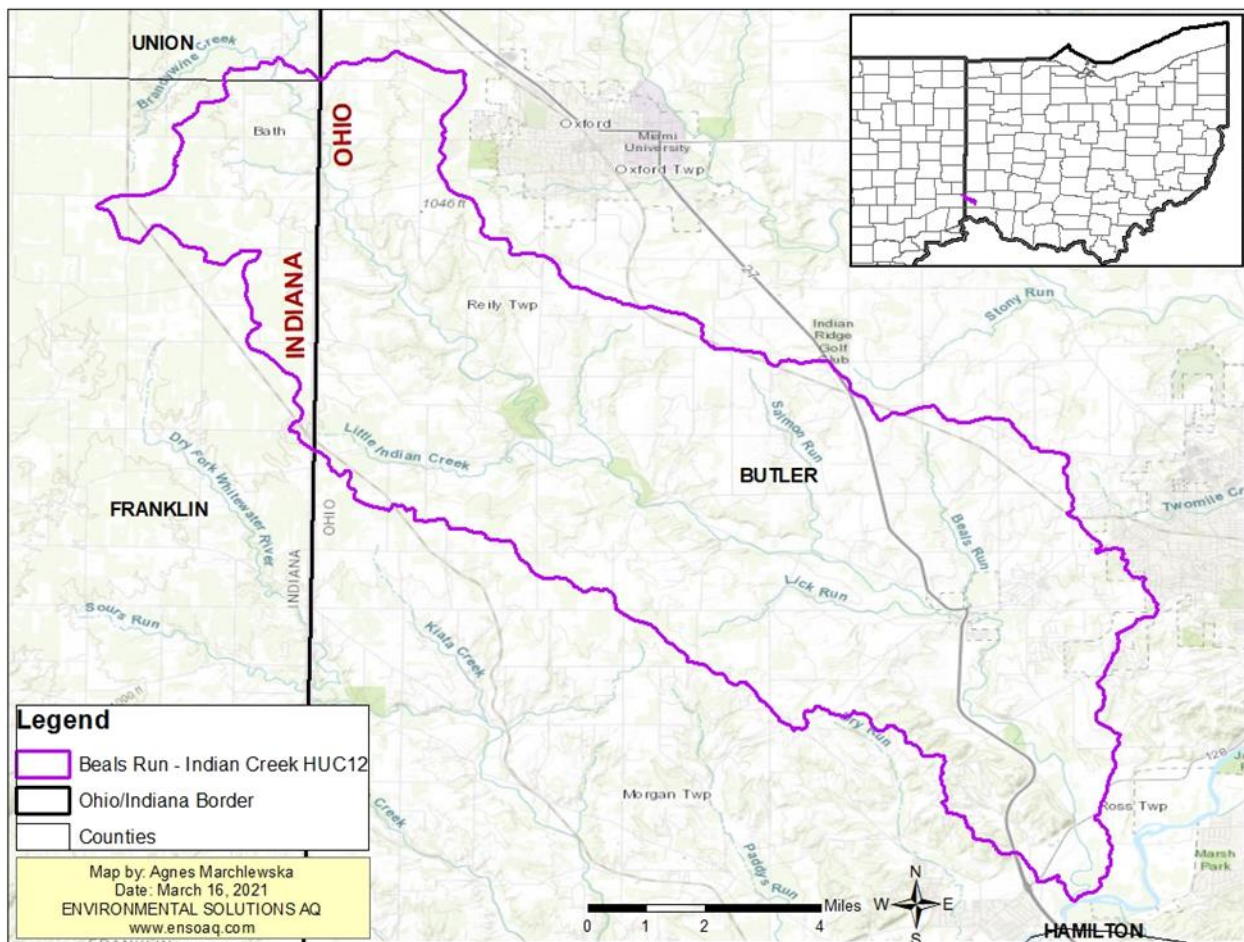 UNION
Brandywine Creek
Bath
OHIO
Oxford
Miami
University
Oxford Twp
1046 ft
INDIANA
27
Reily Twp
Stony Run
Indian
Ridge
Golf
Club
Little Indian Creek
Salmon Run
BUTLER
Dry Fork Whitewater River
FRANKLIN
OHIO
INDIANA
Beals Run
Twomile Cr
Lick Run
Sours Run
Kiata Creek
Dry Run
128
Morgan Twp
Ross Twp
Creek
Paddys Run
Marsh
Park
Legend
Beals Run - Indian Creek HUC12
Ohio/Indiana Border
Counties
Map by: Agnes Marchlewska
Date: March 16, 2021
ENVIRONMENTAL SOLUTIONS AQ
www.ensoaq.com
Miles
0 1 2 4
N
W E
S
HAMILTON